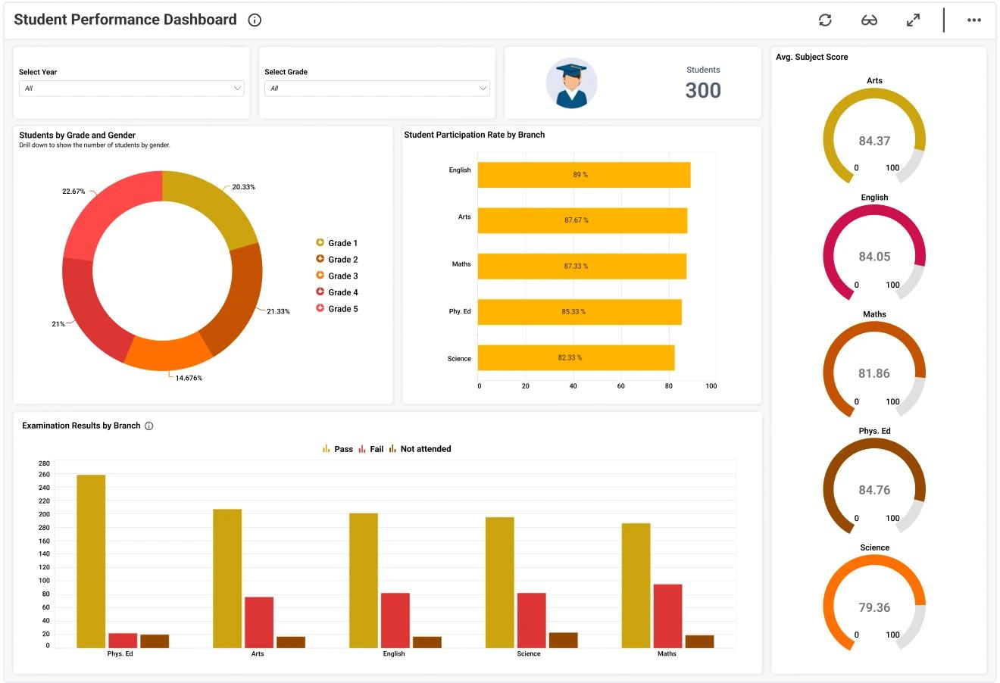 Student Performance Dashboard
Select Year
All
Select Grade
All
Students
300
Students by Grade and Gender
Drill down to show the number of students by gender.
22.67%
20.33%
21.33%
21%
14.676%
Grade 1
Grade 2
Grade 3
Grade 4
Grade 5
Student Participation Rate by Branch
English
89 %
Arts
87.67 %
Maths
87.33 %
Phy. Ed
85.33 %
Science
82.33 %
0 20 40 60 80 100
Examination Results by Branch
Pass Fail Not attended
280
260
240
220
200
280
160
140
120
100
80
60
40
20
0
Phys. Ed Arts English Science Maths
Avg. Subject Score
Arts
84.37
0 100
English
84.05
0 100
Maths
81.86
0 100
Phys. Ed
84.76
0 100
Science
79.36
0 100